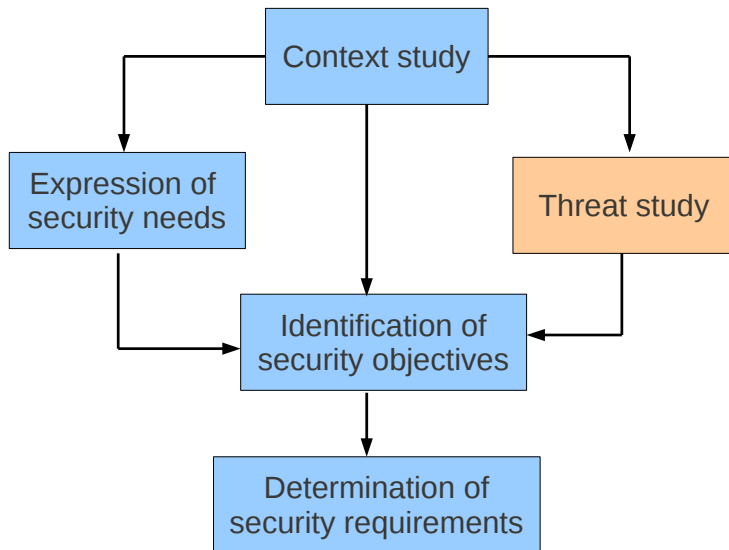 Context study
Expression of
security needs
Threat study
Identification of
security objectives
Determination of
security requirements